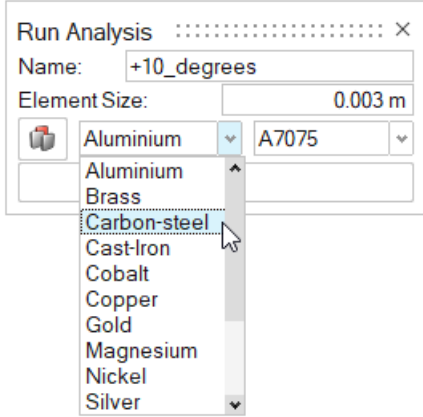 Run Analysis
Name: +10_degrees
Element Size: 0.003 m
Aluminium A7075
Aluminium
Brass
Carbon-steel
Cast-Iron
Cobalt
Copper
Gold
Magnesium
Nickel
Silver